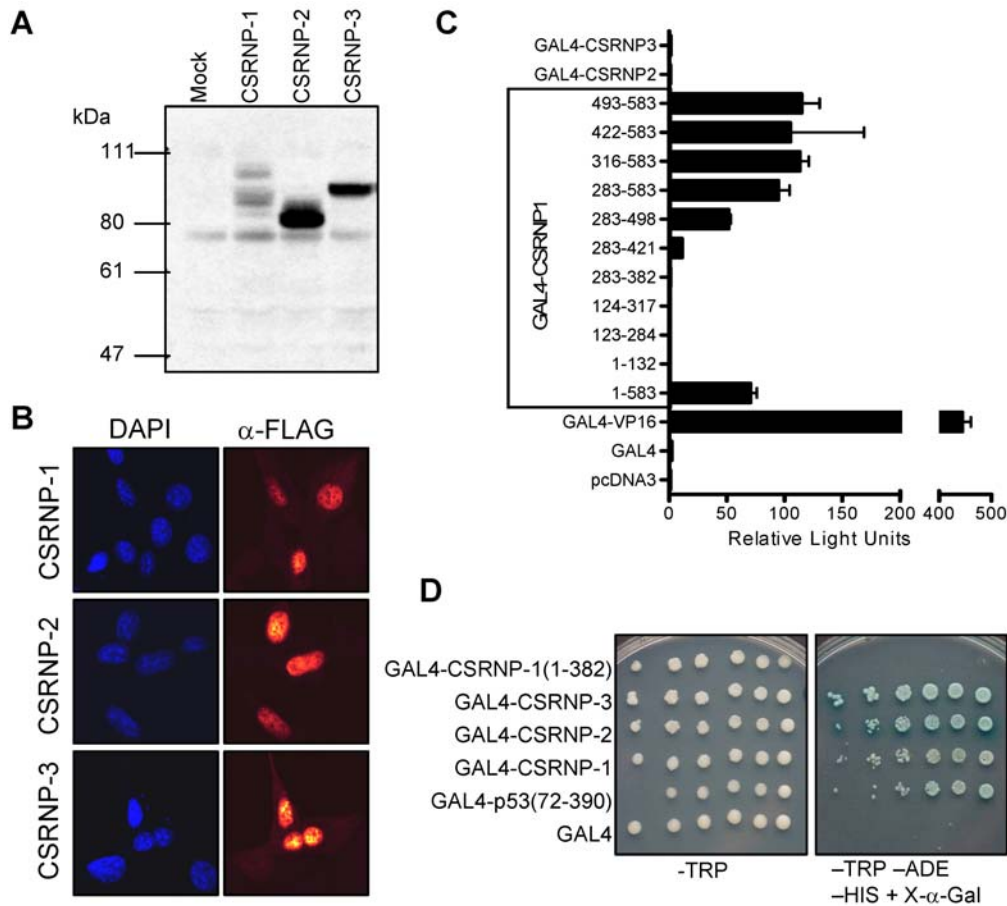 A
Mock
CSRNP-1
CSRNP-2
CSRNP-3
kDa
111
80
61
47
B
DAPI
α-FLAG
CSRNP-1
CSRNP-2
CSRNP-3
C
GAL4-CSRNP3
GAL4-CSRNP2
GAL4-CSRNP1
493-583
422-583
316-583
283-583
283-498
283-421
283-382
124-317
123-284
1-132
1-583
GAL4-VP16
GAL4
pcDNA3
0
50
100
150
200
400
500
Relative Light Units
D
GAL4-CSRNP-1(1-382)
GAL4-CSRNP-3
GAL4-CSRNP-2
GAL4-CSRNP-1
GAL4-p53(72-390)
GAL4
-TRP
–TRP –ADE
–HIS + X-α-Gal